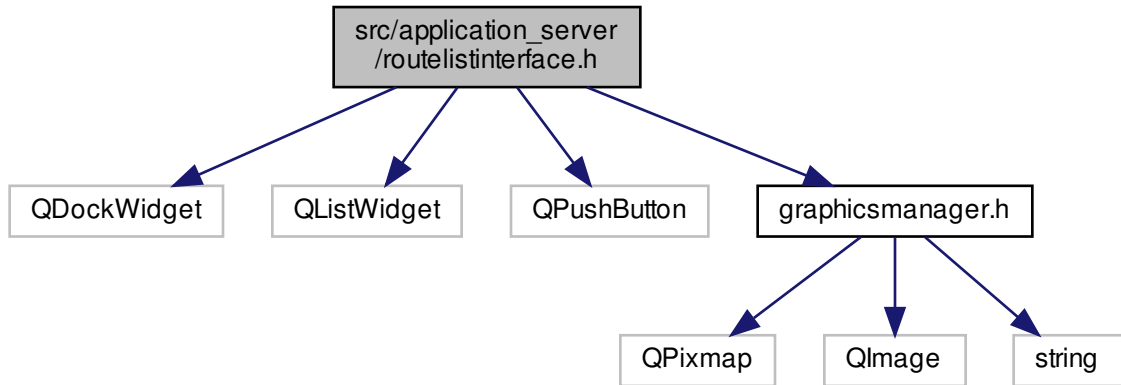 src/application_server
/routelistinterface.h
QDockWidget
QListWidget
QPushButton
graphicsmanager.h
QPixmap
QImage
string